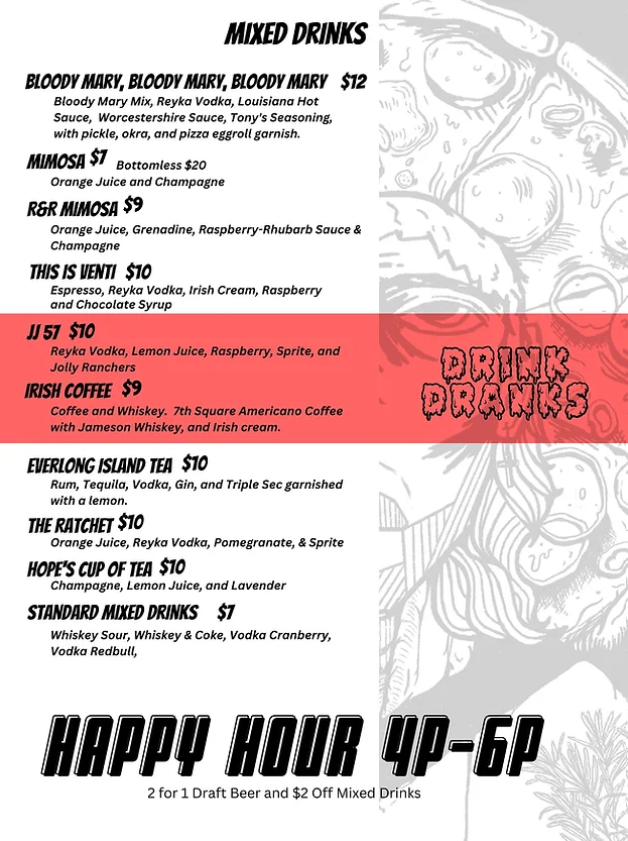 MIXED DRINKS
BLOODY MARY, BLOODY MARY, BLOODY MARY $12
Bloody Mary Mix, Reyka Vodka, Louisiana Hot
Sauce, Worcestershire Sauce, Tony's Seasoning,
with pickle, okra, and pizza eggroll garnish.
MIMOSA $7 Bottomless $20
Orange Juice and Champagne
R&R MIMOSA $9
Orange Juice, Grenadine, Raspberry-Rhubarb Sauce &
Champagne
THIS IS VENTI $10
Espresso, Reyka Vodka, Irish Cream, Raspberry
and Chocolate Syrup
JJ 57 $10
Reyka Vodka, Lemon Juice, Raspberry, Sprite, and
Jolly Ranchers
IRISH COFFEE $9
Coffee and Whiskey. 7th Square Americano Coffee
with Jameson Whiskey, and Irish cream.
DRINK
DRANKS
EVERLONG ISLAND TEA $10
Rum, Tequila, Vodka, Gin, and Triple Sec garnished
with a lemon.
THE RATCHET $10
Orange Juice, Reyka Vodka, Pomegranate, & Sprite
HOPE'S CUP OF TEA $10
Champagne, Lemon Juice, and Lavender
STANDARD MIXED DRINKS $7
Whiskey Sour, Whiskey & Coke, Vodka Cranberry,
Vodka Redbull,
HAPPY HOUR 4P-6P
2 for 1 Draft Beer and $2 Off Mixed Drinks